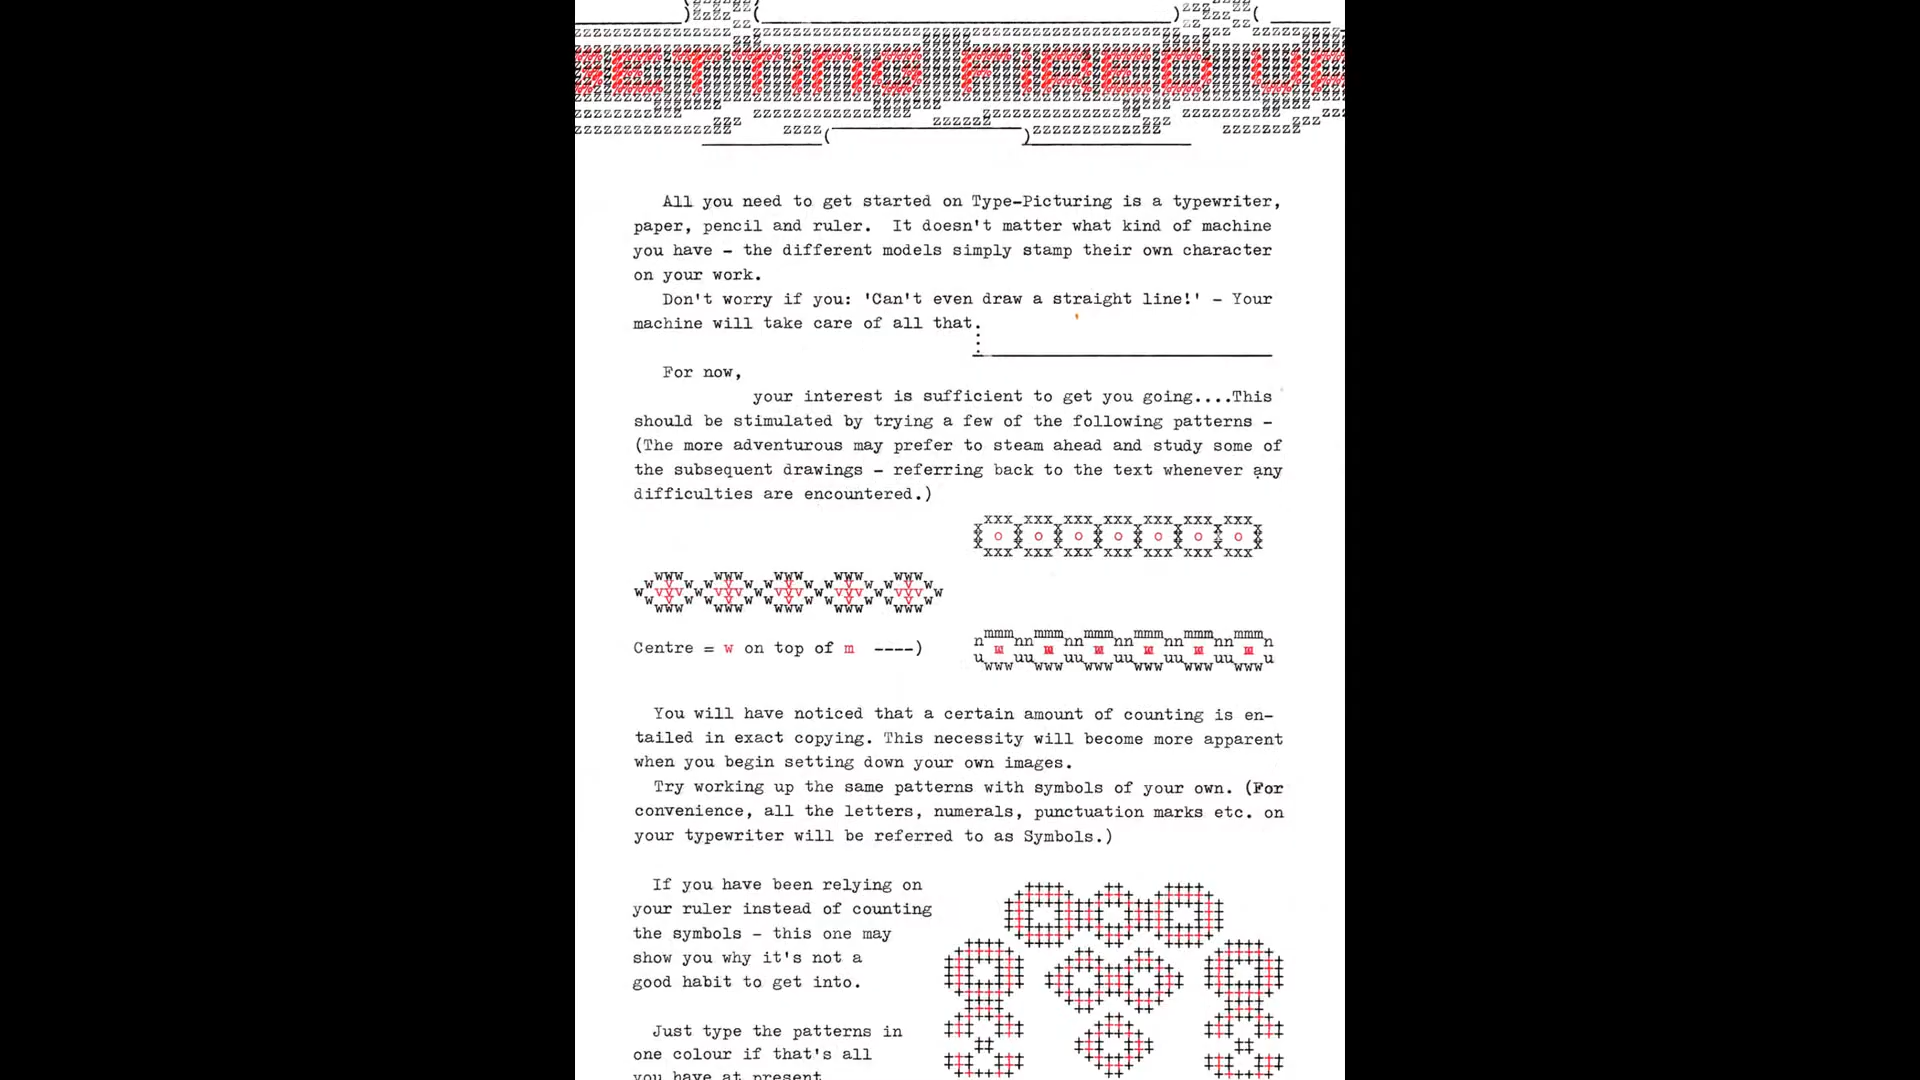 GETTING FIRED UP
All you need to get started on Type-Picturing is a typewriter,
paper, pencil and ruler. It doesn't matter what kind of machine
you have - the different models simply stamp their own character
on your work.
Don't worry if you: 'Can't even draw a straight line!' - Your
machine will take care of all that.
For now,
your interest is sufficient to get you going....This
should be stimulated by trying a few of the following patterns -
(The more adventurous may prefer to steam ahead and study some of
the subsequent drawings - referring back to the text whenever any
difficulties are encountered.)
Centre = w on top of m ----)
You will have noticed that a certain amount of counting is en-
tailed in exact copying. This necessity will become more apparent
when you begin setting down your own images.
Try working up the same patterns with symbols of your own. (For
convenience, all the letters, numerals, punctuation marks etc. on
your typewriter will be referred to as Symbols.)
If you have been relying on
your ruler instead of counting
the symbols - this one may
show you why it's not a
good habit to get into.
Just type the patterns in
one colour if that's all
you have at present